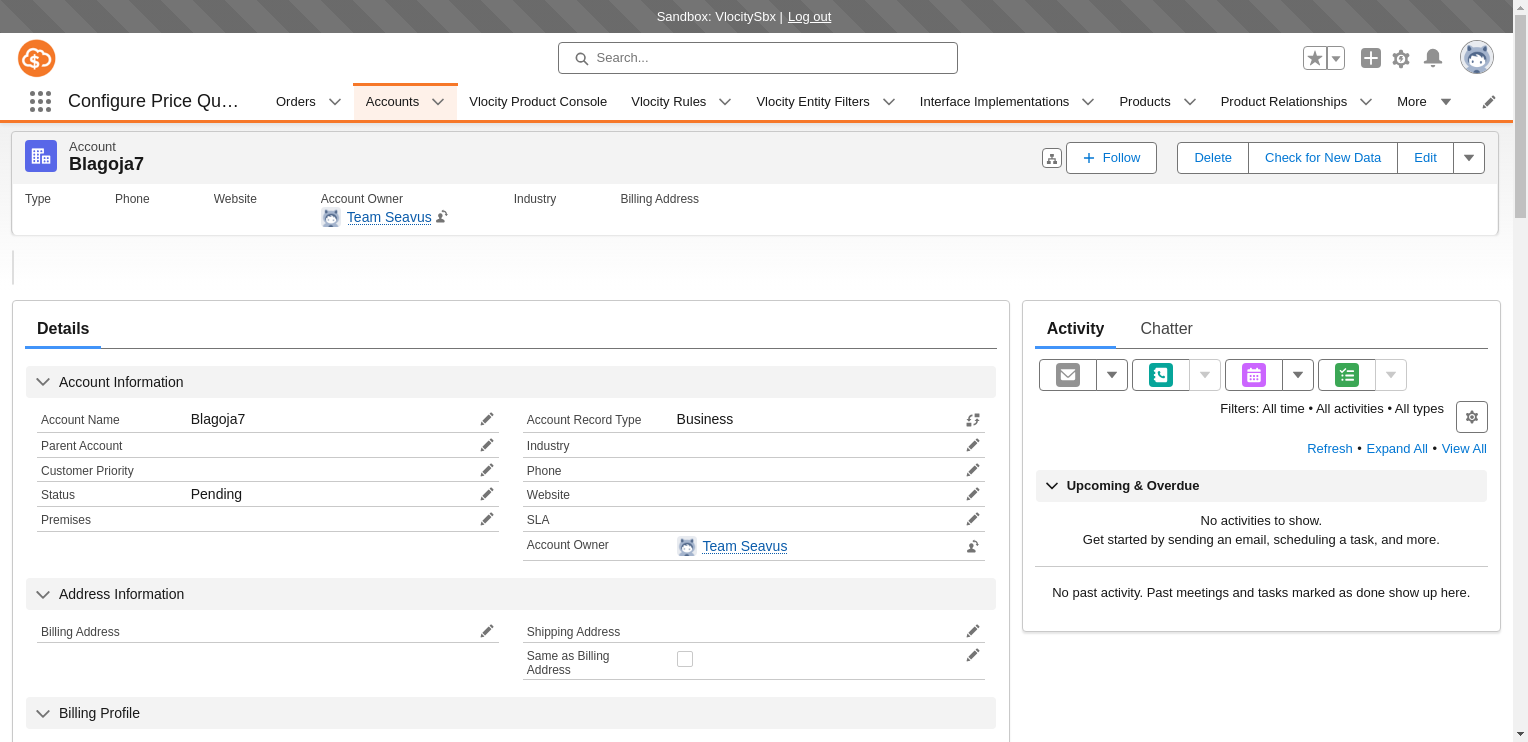 Sandbox: VlocitySbx | Log out
Search...
Configure Price Qu...
Orders
Accounts
Vlocity Product Console
Vlocity Rules
Vlocity Entity Filters
Interface Implementations
Products
Product Relationships
More
Account
Blagoja7
Follow
Delete
Check for New Data
Edit
Type
Phone
Website
Account Owner
Team Seavus
Industry
Billing Address
Details
Account Information
Account Name Blagoja7
Parent Account
Customer Priority
Status Pending
Premises
Account Record Type Business
Industry
Phone
Website
SLA
Account Owner Team Seavus
Address Information
Billing Address
Shipping Address
Same as Billing
Address
Billing Profile
Activity
Chatter
Filters: All time • All activities • All types
Refresh • Expand All • View All
Upcoming & Overdue
No activities to show.
Get started by sending an email, scheduling a task, and more.
No past activity. Past meetings and tasks marked as done show up here.